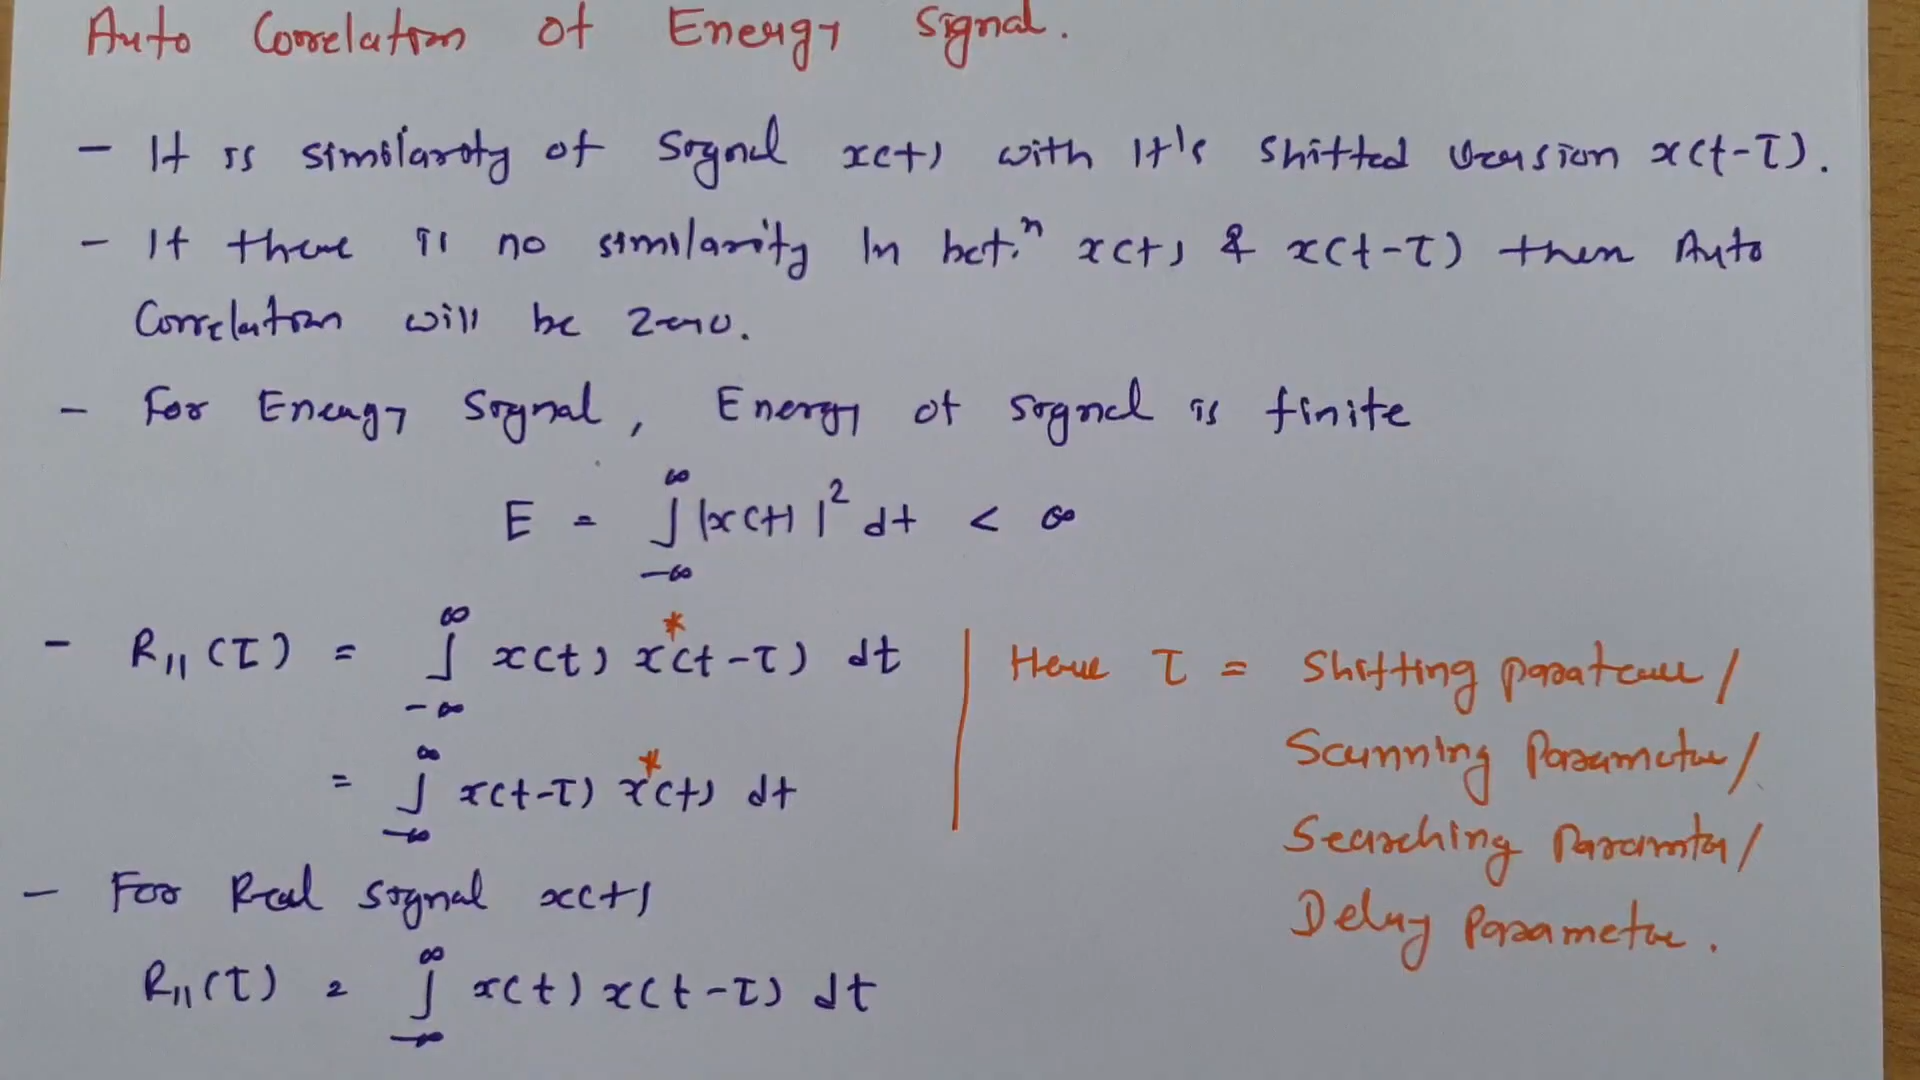 Auto Correlation of Energy Signal.
- It is similarity of signal x(t) with it's shifted version x(t-τ).
- If there is no similarity in bet.ⁿ x(t) & x(t-τ) then Auto
Correlation will be zero.
- For Energy Signal, Energy of signal is finite
E = ∫_{-∞}^{∞} |x(t)|² dt < ∞
- R₁₁(τ) = ∫_{-∞}^{∞} x(t) x*(t-τ) dt
= ∫_{-∞}^{∞} x(t-τ) x*(t) dt
Here τ = Shifting /
Scanning Parameter /
Searching Parameter /
Delay Parameter.
- For Real signal x(t)
R₁₁(τ) = ∫_{-∞}^{∞} x(t) x(t-τ) dt